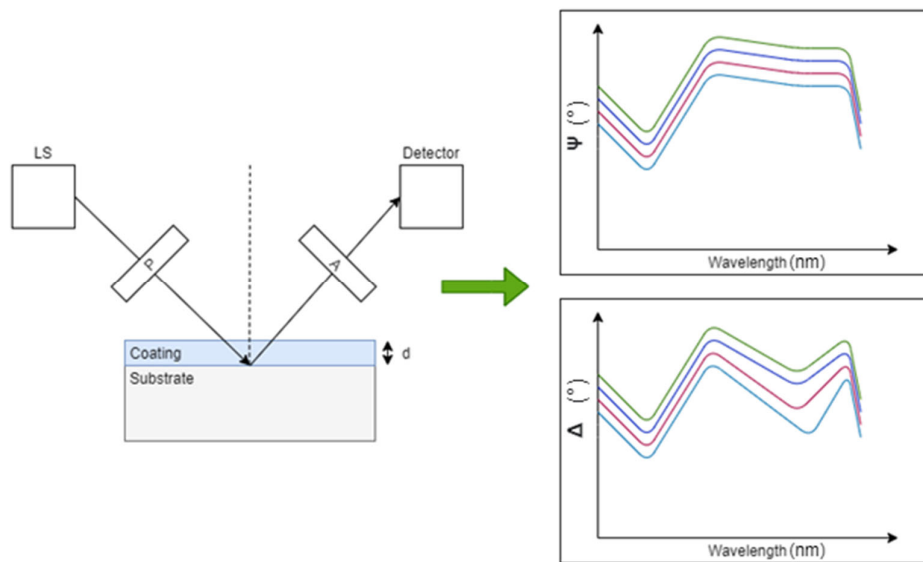 LS
Detector
P
A
Coating
d
Substrate
Ψ (°)
Wavelength (nm)
Δ (°)
Wavelength (nm)